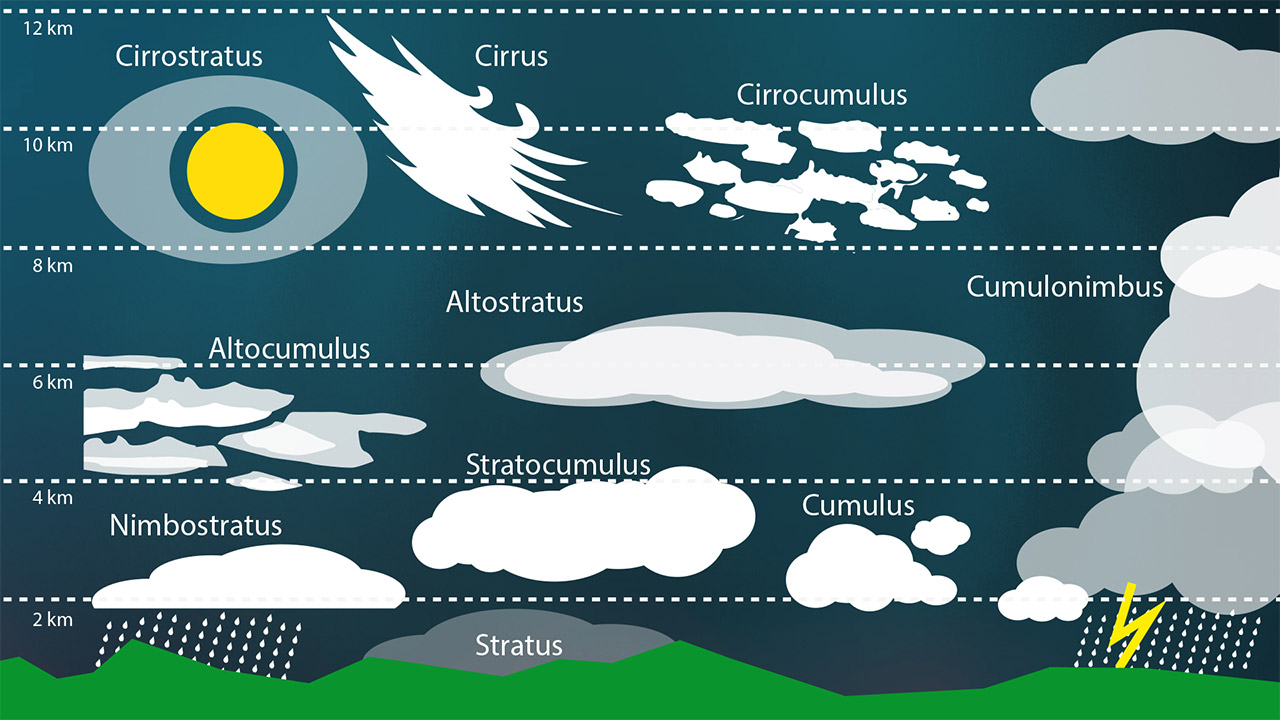 12 km
Cirrostratus
Cirrus
Cirrocumulus
10 km
8 km
Cumulonimbus
Altostratus
Altocumulus
6 km
Stratocumulus
4 km
Cumulus
Nimbostratus
2 km
Stratus